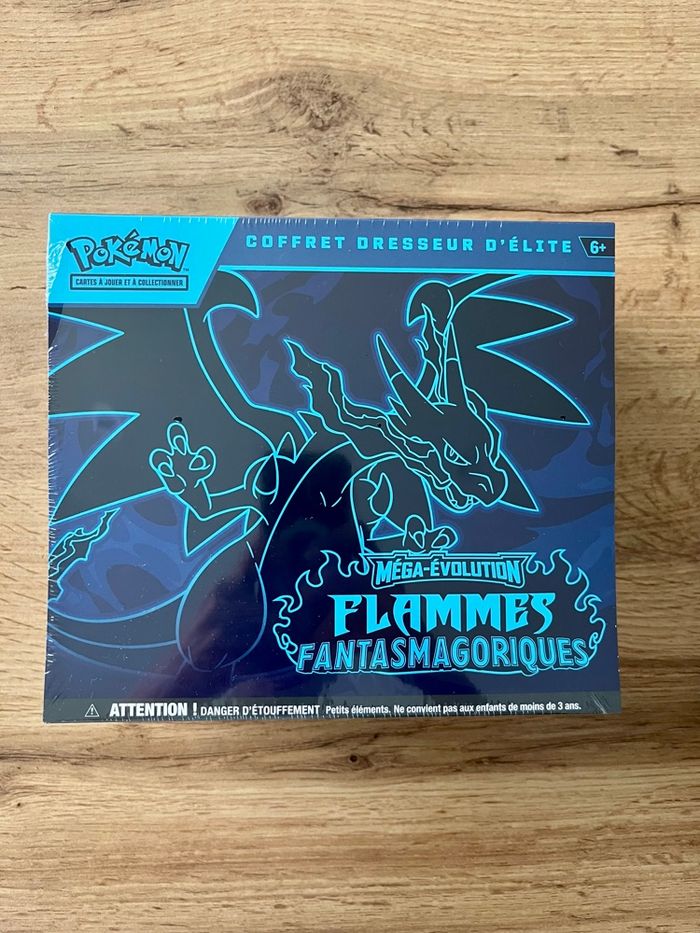 POKéMON™
CARTES À JOUER ET À COLLECTIONNER
COFFRET DRESSEUR D'ÉLITE
6+
MÉGA-ÉVOLUTION
FLAMMES
FANTASMAGORIQUES
ATTENTION ! DANGER D'ÉTOUFFEMENT Petits éléments. Ne convient pas aux enfants de moins de 3 ans.